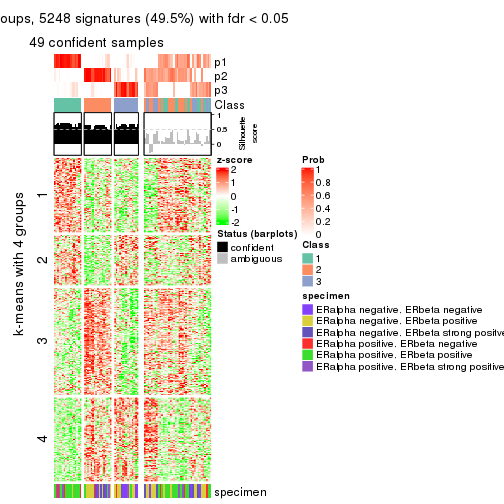 oups, 5248 signatures (49.5%) with fdr < 0.05
49 confident samples
p1
p2
p3
Class
1
0.5
0
Silhouette
score
k-means with 4 groups
1
2
3
4
z-score
2
1
0
-1
-2
Prob
1
0.8
0.6
0.4
0.2
0
Status (barplots)
confident
ambiguous
Class
1
2
3
specimen
ERalpha negative. ERbeta negative
ERalpha negative. ERbeta positive
ERalpha negative. ERbeta strong positive
ERalpha positive. ERbeta negative
ERalpha positive. ERbeta positive
ERalpha positive. ERbeta strong positive
specimen